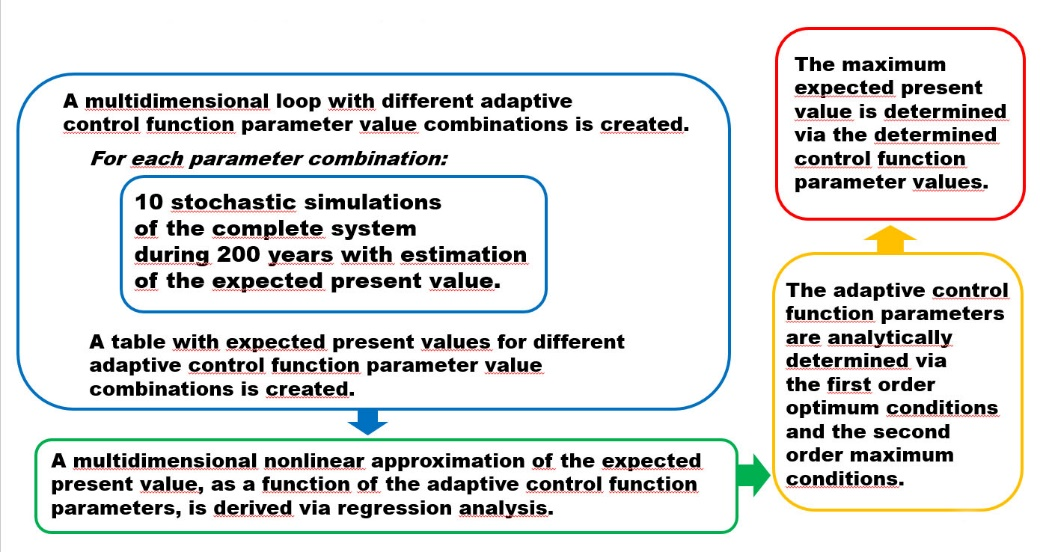 A multidimensional loop with different adaptive
control function parameter value combinations is created.
For each parameter combination:
10 stochastic simulations
of the complete system
during 200 years with estimation
of the expected present value.
A table with expected present values for different
adaptive control function parameter value
combinations is created.
A multidimensional nonlinear approximation of the expected
present value, as a function of the adaptive control function
parameters, is derived via regression analysis.
The adaptive control
function parameters
are analytically
determined via
the first order
optimum conditions
and the second
order maximum
conditions.
The maximum
expected present
value is determined
via the determined
control function
parameter values.